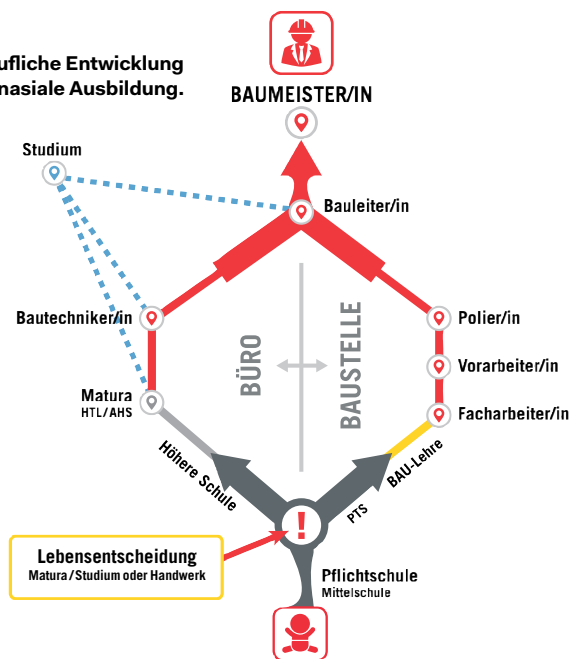 ufliche Entwicklung
nasiale Ausbildung.
BAUMEISTER/IN
Studium
Bauleiter/in
Bautechniker/in
Polier/in
BÜRO
BAUSTELLE
Vorarbeiter/in
Matura
HTL/AHS
Facharbeiter/in
Höhere Schule
PTS
BAU-Lehre
!
Lebensentscheidung
Matura/Studium oder Handwerk
Pflichtschule
Mittelschule